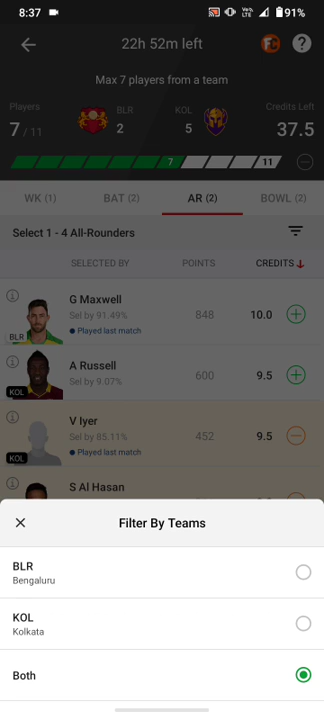 8:37
Vo)) LTE
91%
22h 52m left
FC
?
Max 7 players from a team
Players
BLR
KOL
Credits Left
7 / 11
2
5
37.5
7
11
WK (1)
BAT (2)
AR (2)
BOWL (2)
Select 1 - 4 All-Rounders
SELECTED BY
POINTS
CREDITS
G Maxwell
Sel by 91.49%
848
10.0
Played last match
BLR
A Russell
Sel by 9.07%
600
9.5
KOL
V Iyer
Sel by 85.11%
452
9.5
Played last match
KOL
S Al Hasan
Filter By Teams
BLR
Bengaluru
KOL
Kolkata
Both